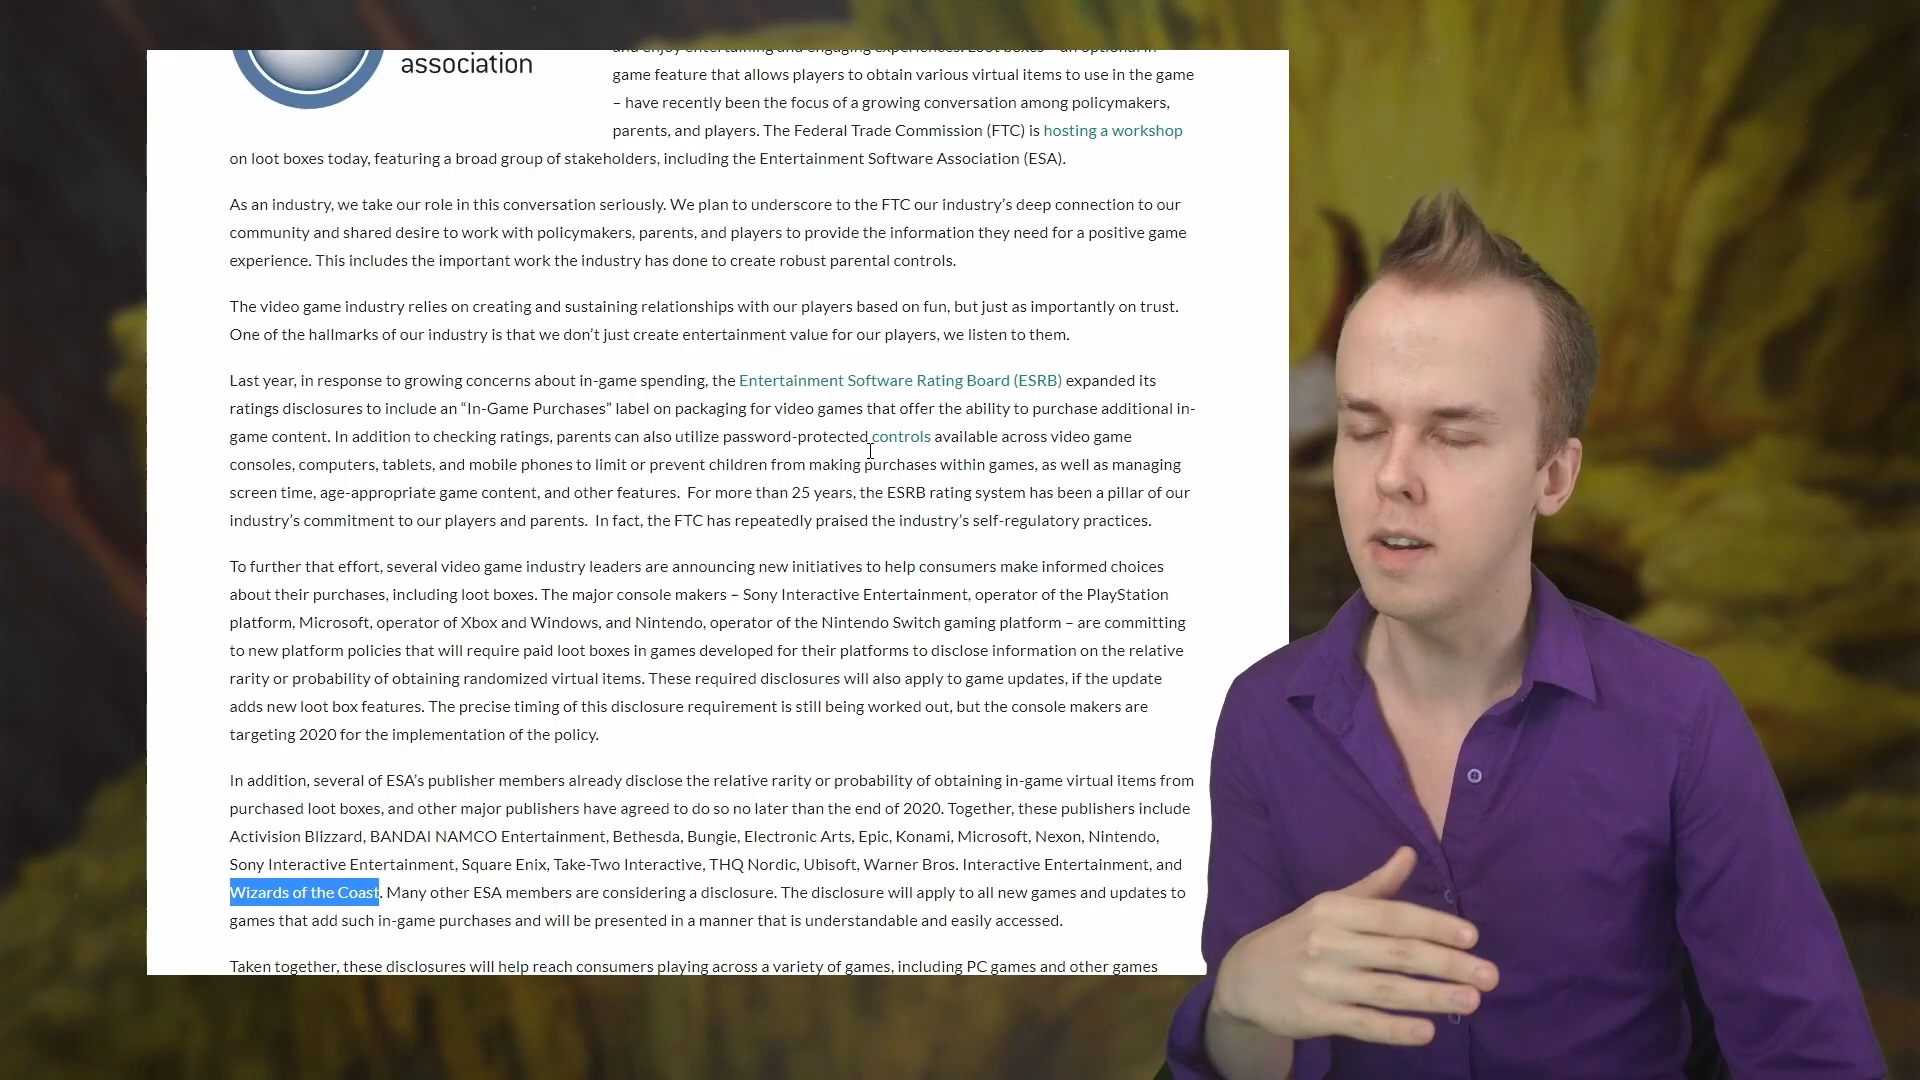 association
and enjoy entertaining and engaging experiences. Loot boxes – an optional in-
game feature that allows players to obtain various virtual items to use in the game
– have recently been the focus of a growing conversation among policymakers,
parents, and players. The Federal Trade Commission (FTC) is hosting a workshop
on loot boxes today, featuring a broad group of stakeholders, including the Entertainment Software Association (ESA).
As an industry, we take our role in this conversation seriously. We plan to underscore to the FTC our industry’s deep connection to our
community and shared desire to work with policymakers, parents, and players to provide the information they need for a positive game
experience. This includes the important work the industry has done to create robust parental controls.
The video game industry relies on creating and sustaining relationships with our players based on fun, but just as importantly on trust.
One of the hallmarks of our industry is that we don’t just create entertainment value for our players, we listen to them.
Last year, in response to growing concerns about in-game spending, the Entertainment Software Rating Board (ESRB) expanded its
ratings disclosures to include an “In-Game Purchases” label on packaging for video games that offer the ability to purchase additional in-
game content. In addition to checking ratings, parents can also utilize password-protected controls available across video game
consoles, computers, tablets, and mobile phones to limit or prevent children from making purchases within games, as well as managing
screen time, age-appropriate game content, and other features.  For more than 25 years, the ESRB rating system has been a pillar of our
industry’s commitment to our players and parents.  In fact, the FTC has repeatedly praised the industry’s self-regulatory practices.
To further that effort, several video game industry leaders are announcing new initiatives to help consumers make informed choices
about their purchases, including loot boxes. The major console makers – Sony Interactive Entertainment, operator of the PlayStation
platform, Microsoft, operator of Xbox and Windows, and Nintendo, operator of the Nintendo Switch gaming platform – are committing
to new platform policies that will require paid loot boxes in games developed for their platforms to disclose information on the relative
rarity or probability of obtaining randomized virtual items. These required disclosures will also apply to game updates, if the update
adds new loot box features. The precise timing of this disclosure requirement is still being worked out, but the console makers are
targeting 2020 for the implementation of the policy.
In addition, several of ESA’s publisher members already disclose the relative rarity or probability of obtaining in-game virtual items from
purchased loot boxes, and other major publishers have agreed to do so no later than the end of 2020. Together, these publishers include
Activision Blizzard, BANDAI NAMCO Entertainment, Bethesda, Bungie, Electronic Arts, Epic, Konami, Microsoft, Nexon, Nintendo,
Sony Interactive Entertainment, Square Enix, Take-Two Interactive, THQ Nordic, Ubisoft, Warner Bros. Interactive Entertainment, and
Wizards of the Coast. Many other ESA members are considering a disclosure. The disclosure will apply to all new games and updates to
games that add such in-game purchases and will be presented in a manner that is understandable and easily accessed.
Taken together, these disclosures will help reach consumers playing across a variety of games, including PC games and other games